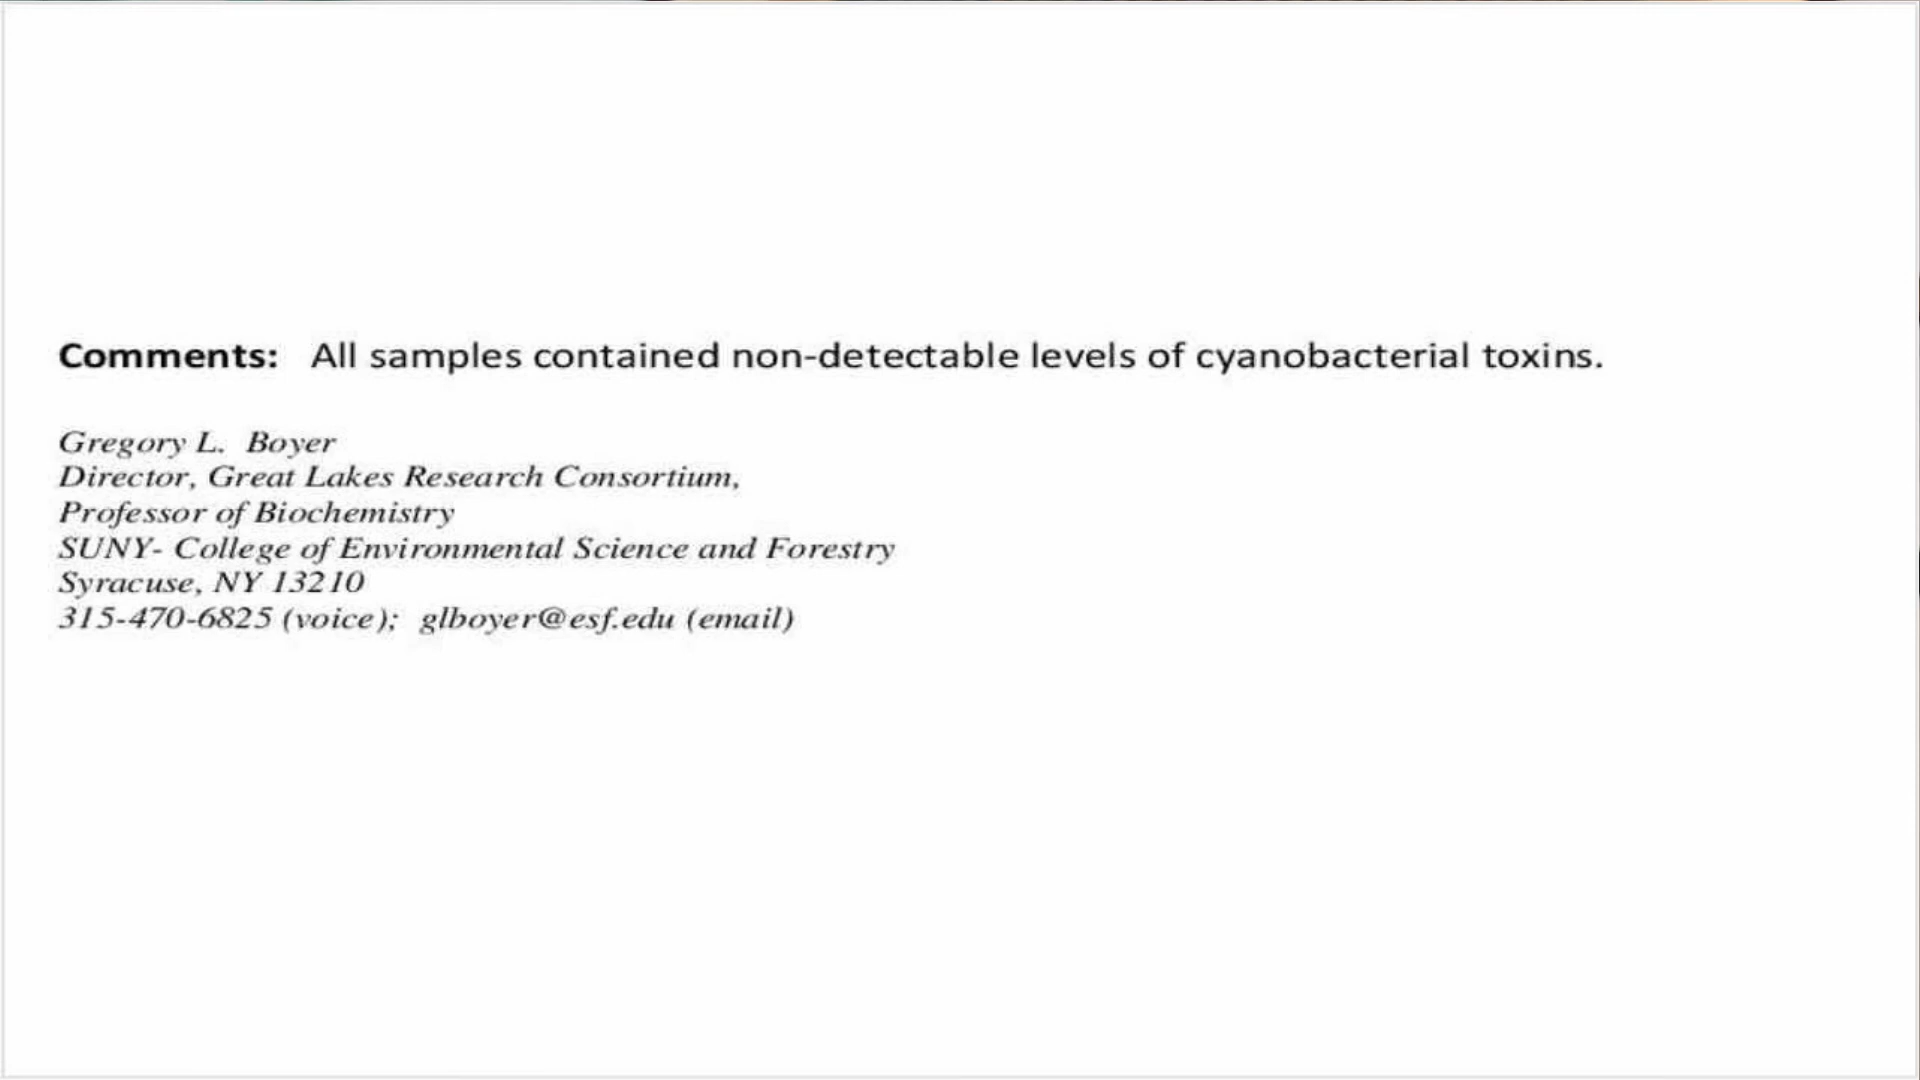 Comments: All samples contained non-detectable levels of cyanobacterial toxins.
Gregory L. Boyer
Director, Great Lakes Research Consortium,
Professor of Biochemistry
SUNY- College of Environmental Science and Forestry
Syracuse, NY 13210
315-470-6825 (voice); glboyer@esf.edu (email)